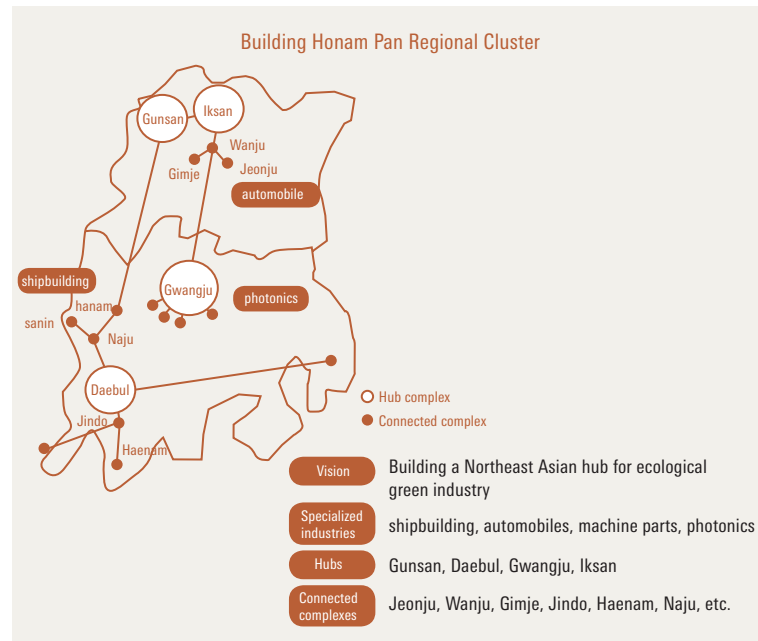 Building Honam Pan Regional Cluster
Gunsan
Iksan
Wanju
Gimje
Jeonju
automobile
shipbuilding
hanam
Gwangju
photonics
sanin
Naju
Daebul
Hub complex
Jindo
Connected complex
Haenam
Vision
Building a Northeast Asian hub for ecological
green industry
Specialized
industries
shipbuilding, automobiles, machine parts, photonics
Hubs
Gunsan, Daebul, Gwangju, Iksan
Connected
complexes
Jeonju, Wanju, Gimje, Jindo, Haenam, Naju, etc.